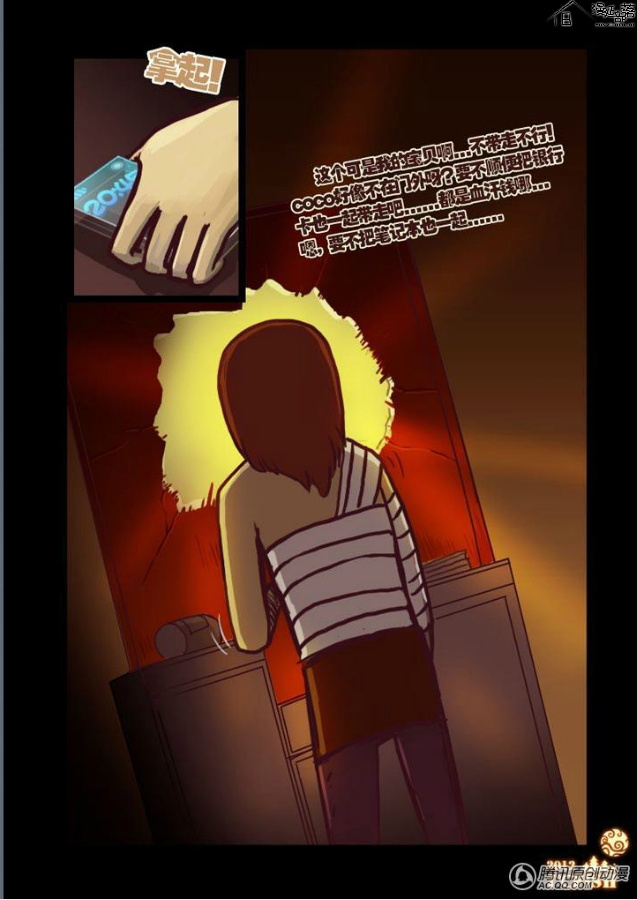 拿起!
这个可是我的宝贝啊...不带走不行!
COCO好像不在门外呀?要不顺便把银行
卡也一起带走吧......都是血汗钱哪...
嗯,要不把笔记本也一起......
2012
腾讯原创动漫
AC.QQ.COM